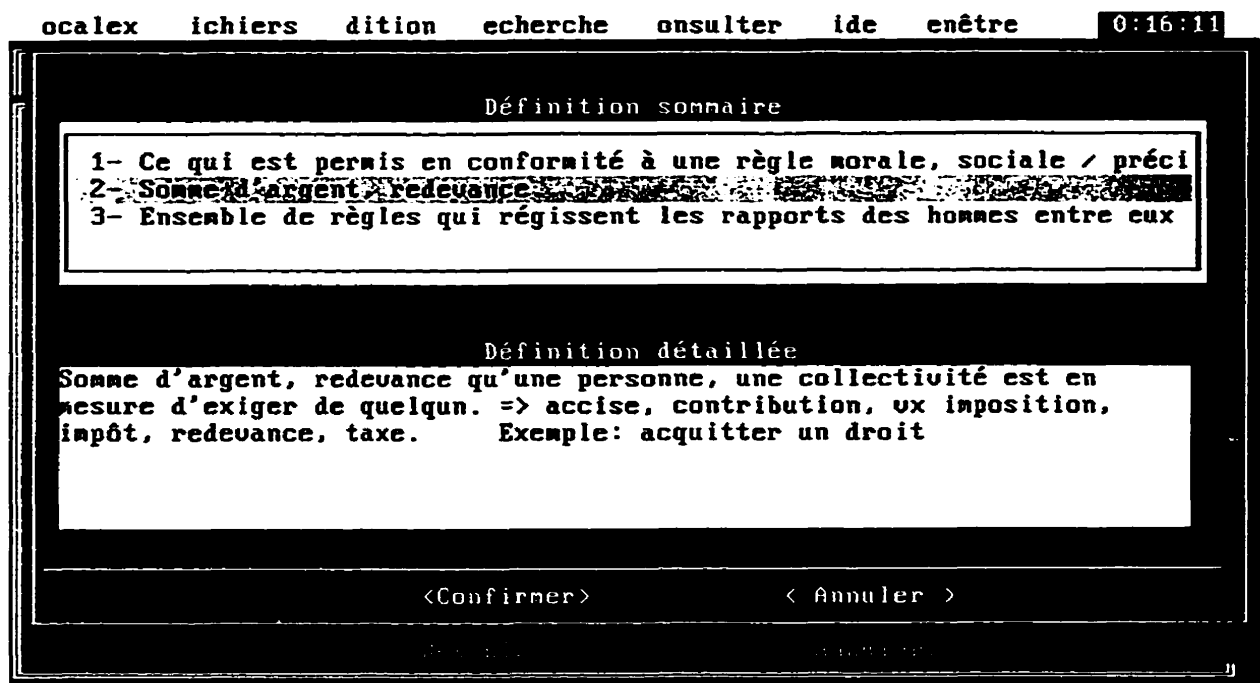 ocalex ichiers dition echerche onsulter ide enêtre 0:16:11
Définition sommaire
1- Ce qui est permis en conformité à une règle morale, sociale / préci
2- Somme d'argent, redevance
3- Ensemble de règles qui régissent les rapports des hommes entre eux
Définition détaillée
Somme d'argent, redevance qu'une personne, une collectivité est en
mesure d'exiger de quelqun. => accise, contribution, vx imposition,
impôt, redevance, taxe. Exemple: acquitter un droit
<Confirmer> < Annuler >